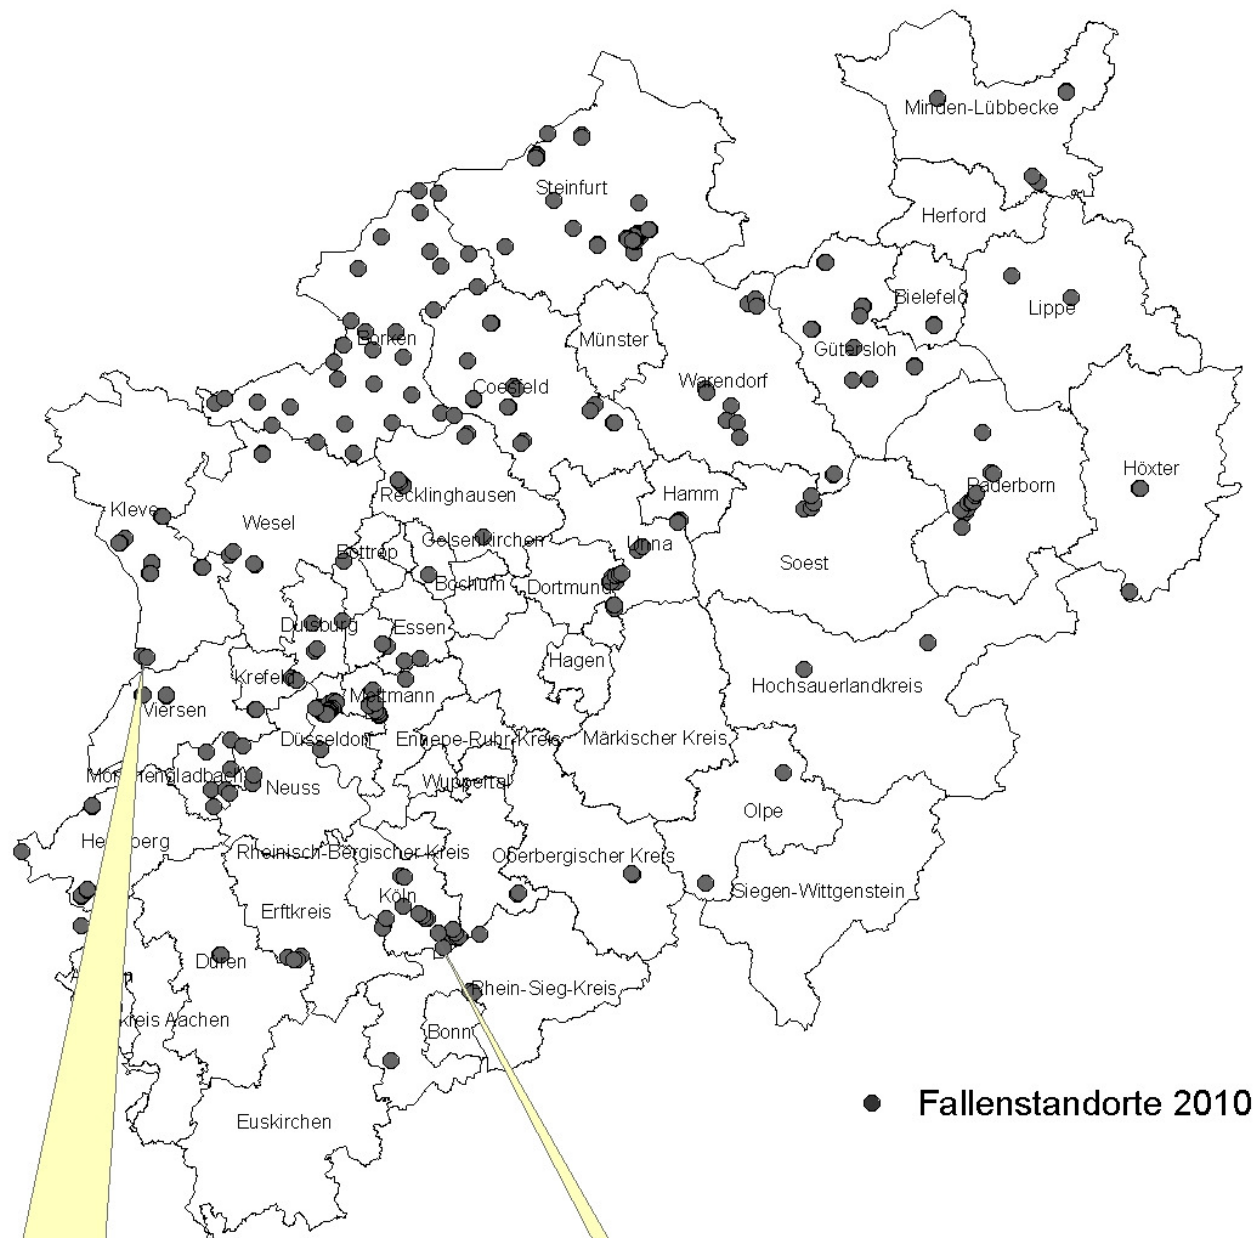 Minden-Lübbecke
Steinfurt
Herford
Bielefeld
Lippe
Borken
Münster
Gütersloh
Coesfeld
Warendorf
Höxter
Recklinghausen
Hamm
Paderborn
Kleve
Wesel
Gelsenkirchen
Unna
Bottrop
Soest
Bochum
Dortmund
Duisburg
Essen
Hagen
Krefeld
Hochsauerlandkreis
Mettmann
Viersen
Düsseldorf
Ennepe-Ruhr-Kreis
Märkischer Kreis
Mönchengladbach
Wuppertal
Neuss
Olpe
Heinsberg
Rheinisch-Bergischer Kreis
Oberbergischer Kreis
Siegen-Wittgenstein
Köln
Erftkreis
Düren
Rhein-Sieg-Kreis
kreis Aachen
Bonn
Fallenstandorte 2010
Euskirchen